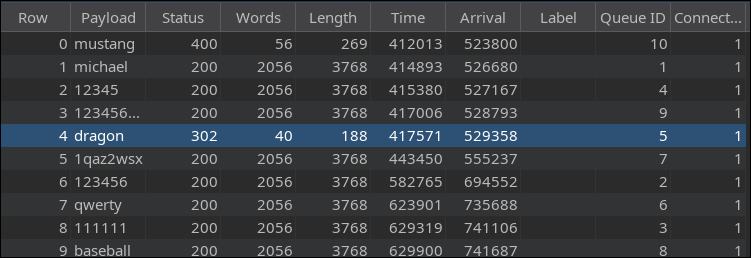 Row Payload Status Words Length Time Arrival Label Queue ID Connect...
0 mustang 400 56 269 412013 523800 10 1
1 michael 200 2056 3768 414893 526680 1 1
2 12345 200 2056 3768 415380 527167 4 1
3 123456... 200 2056 3768 417006 528793 9 1
4 dragon 302 40 188 417571 529358 5 1
5 1qaz2wsx 200 2056 3768 443450 555237 7 1
6 123456 200 2056 3768 582765 694552 2 1
7 qwerty 200 2056 3768 623901 735688 6 1
8 111111 200 2056 3768 629319 741106 3 1
9 baseball 200 2056 3768 629900 741687 8 1